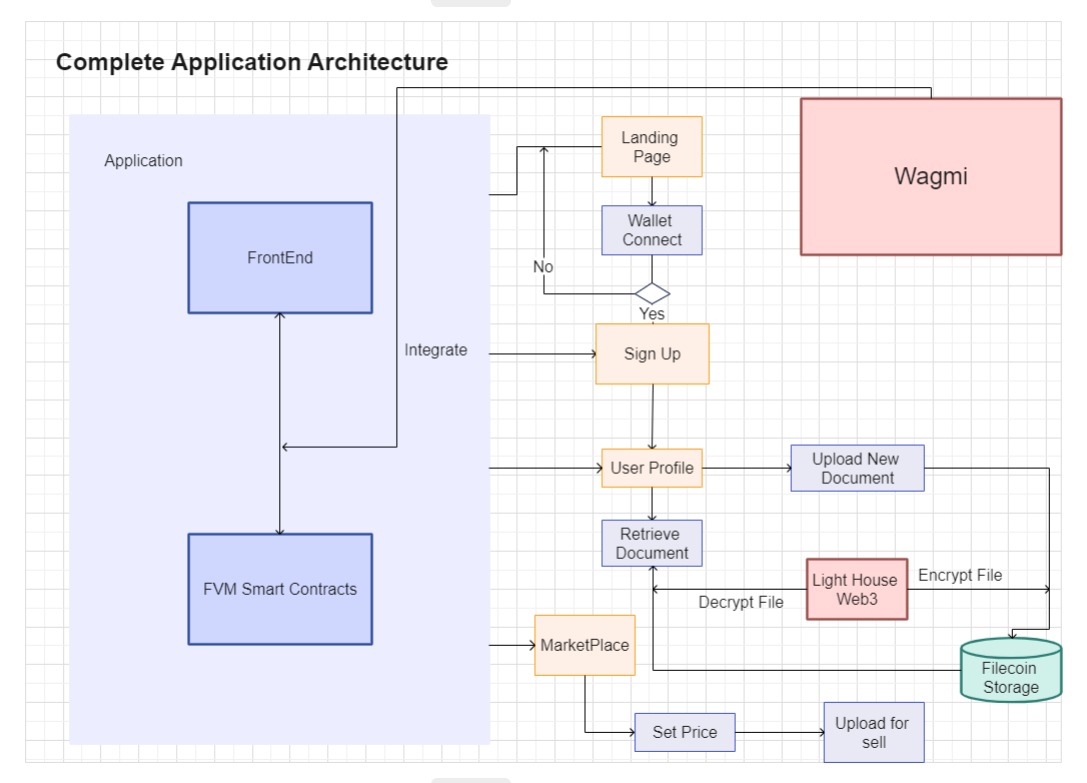 Complete Application Architecture
Application
Landing
Page
Wagmi
Wallet
Connect
FrontEnd
No
Yes
Integrate
Sign Up
User Profile
Upload New
Document
Retrieve
Document
FVM Smart Contracts
Light House
Web3
Encrypt File
Decrypt File
MarketPlace
Filecoin
Storage
Set Price
Upload for
sell